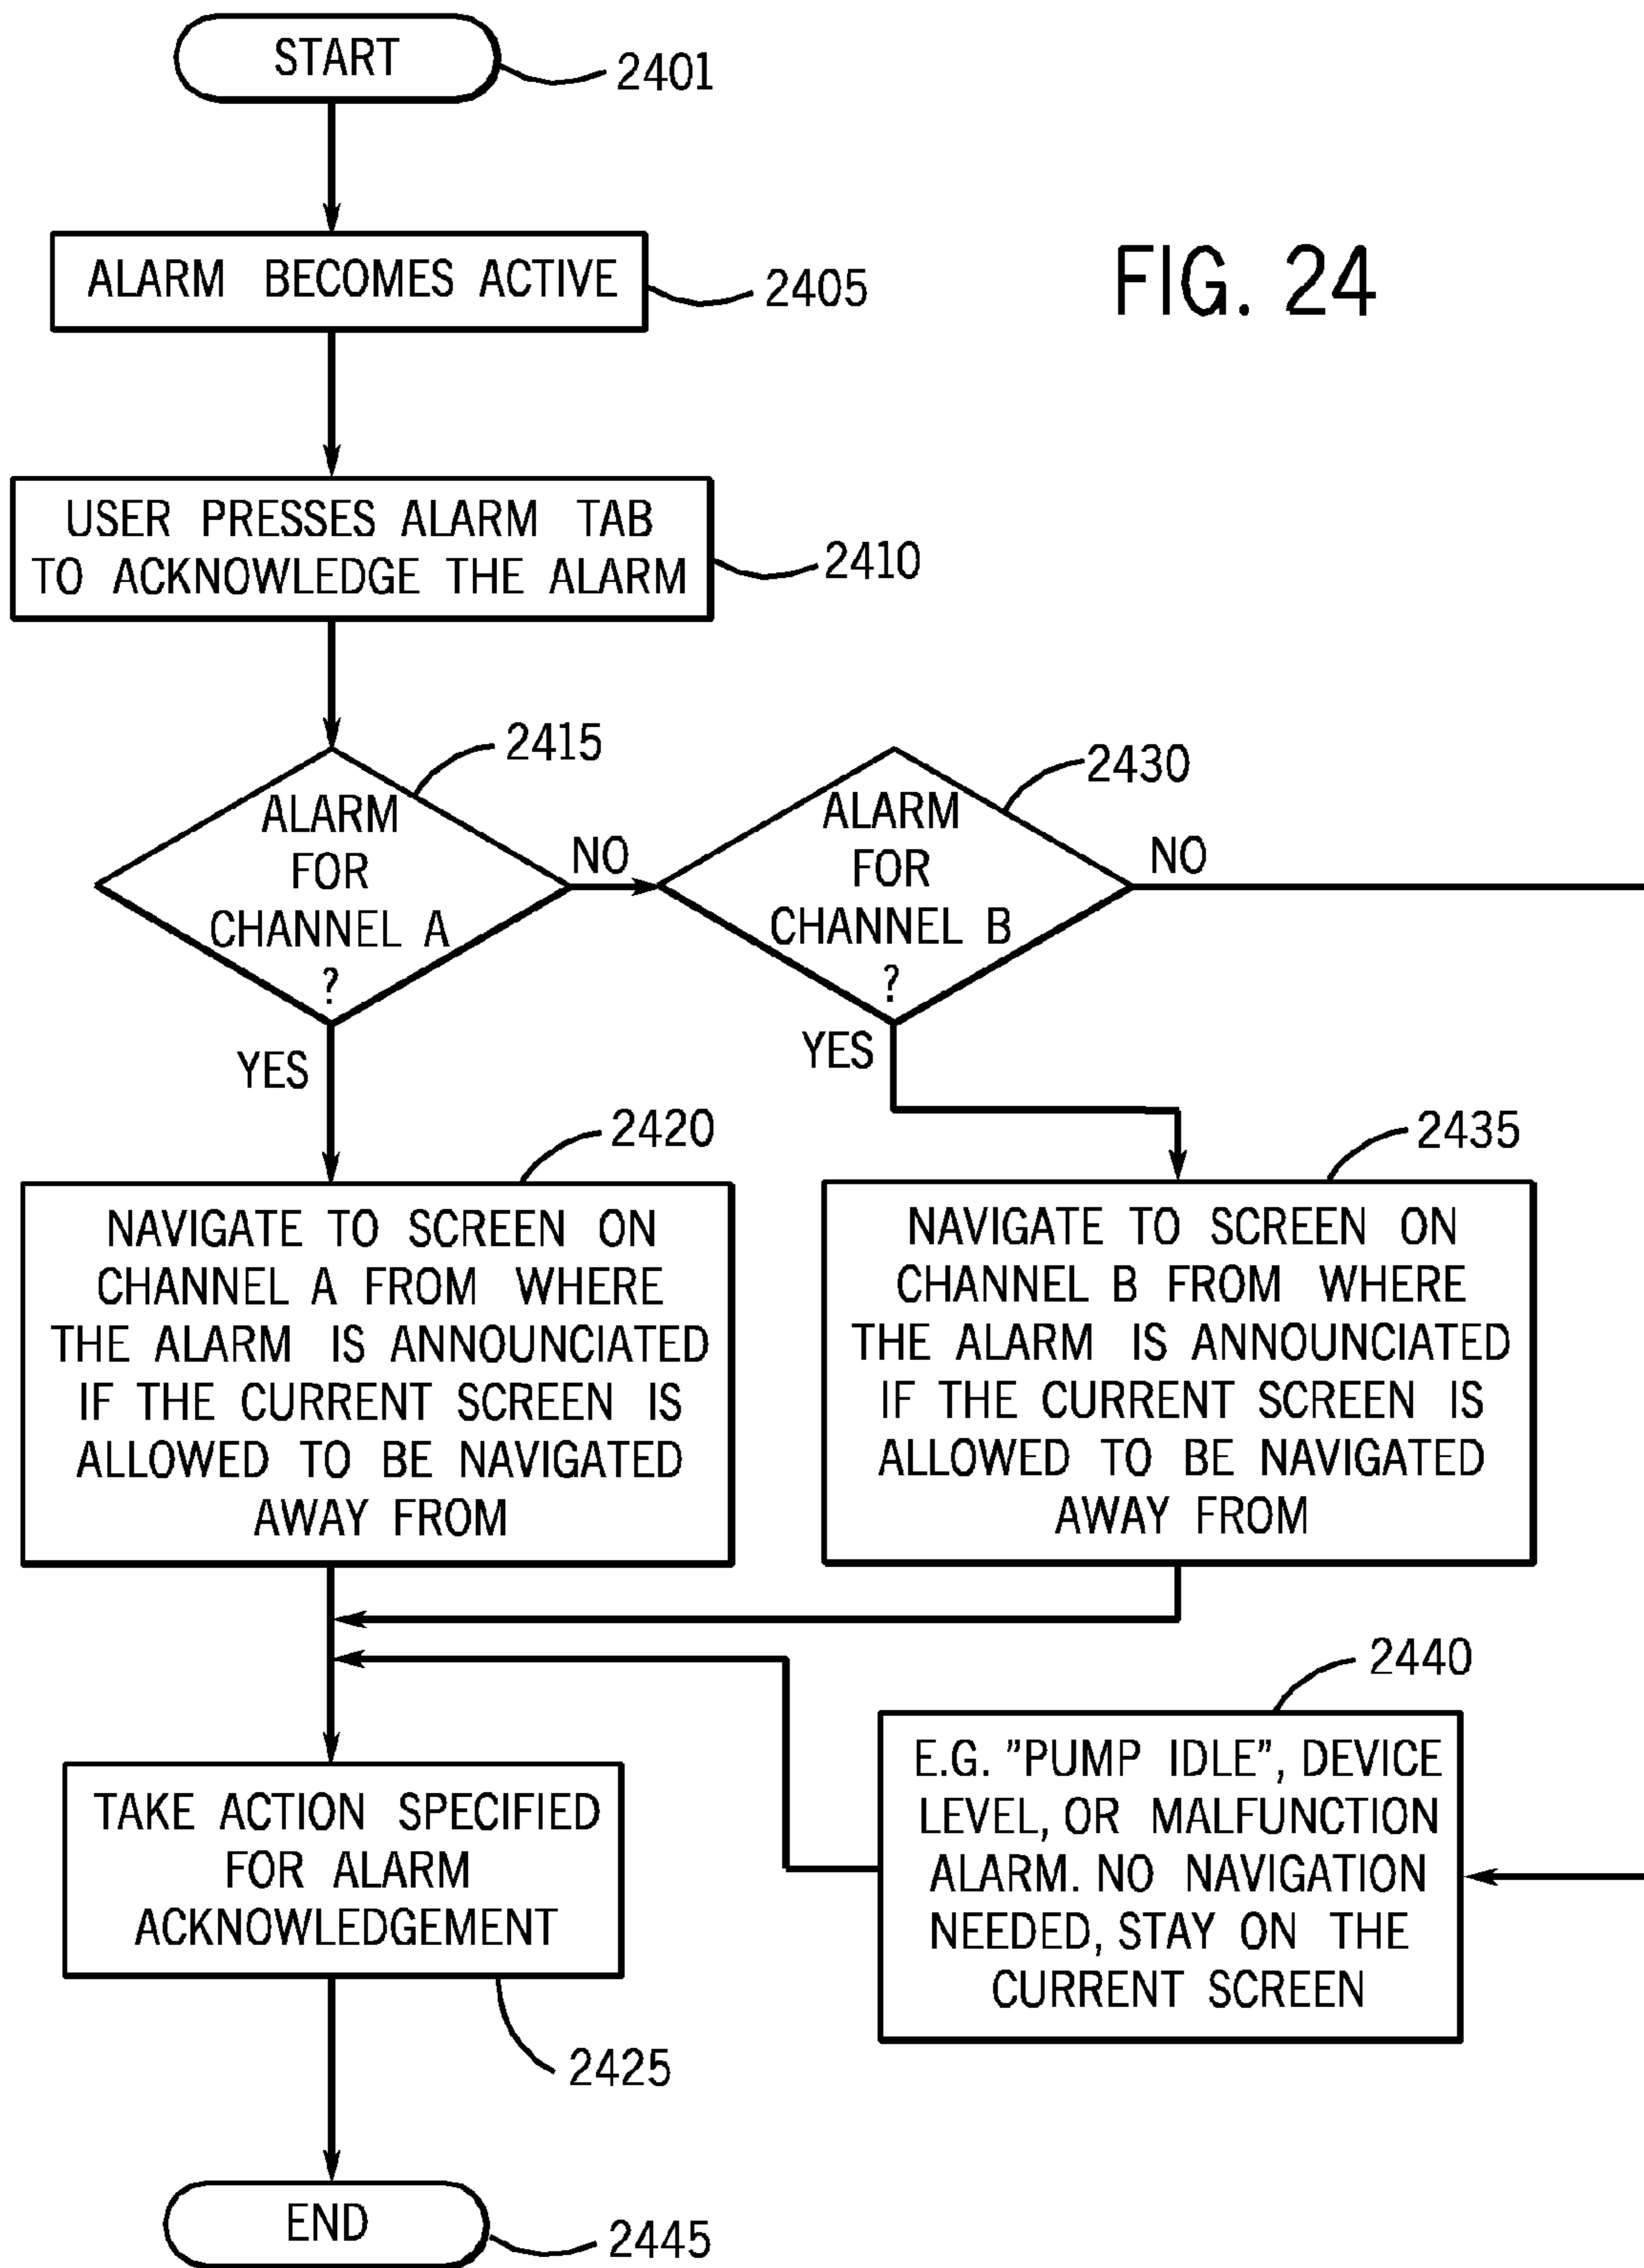 START
2401
ALARM BECOMES ACTIVE
2405
FIG. 24
USER PRESSES ALARM TAB
TO ACKNOWLEDGE THE ALARM
2410
2415
ALARM
FOR
CHANNEL A
?
NO
YES
2430
ALARM
FOR
CHANNEL B
?
NO
YES
2420
NAVIGATE TO SCREEN ON
CHANNEL A FROM WHERE
THE ALARM IS ANNOUNCIATED
IF THE CURRENT SCREEN IS
ALLOWED TO BE NAVIGATED
AWAY FROM
2435
NAVIGATE TO SCREEN ON
CHANNEL B FROM WHERE
THE ALARM IS ANNOUNCIATED
IF THE CURRENT SCREEN IS
ALLOWED TO BE NAVIGATED
AWAY FROM
2440
E.G. "PUMP IDLE", DEVICE
LEVEL, OR MALFUNCTION
ALARM. NO NAVIGATION
NEEDED, STAY ON THE
CURRENT SCREEN
TAKE ACTION SPECIFIED
FOR ALARM
ACKNOWLEDGEMENT
2425
END
2445